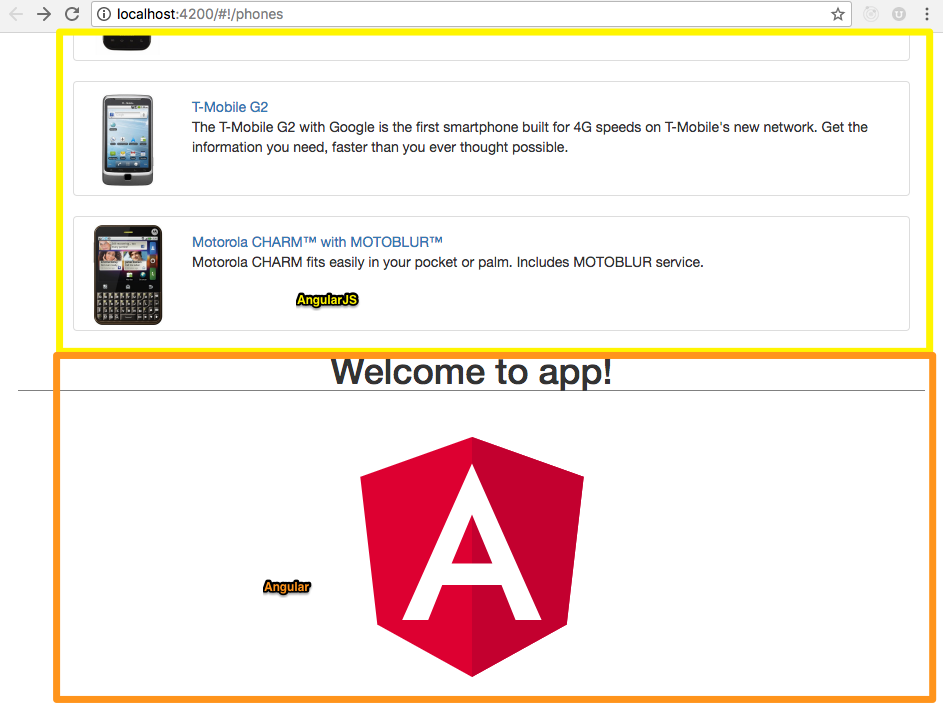 localhost:4200/#!/phones
T-Mobile G2
The T-Mobile G2 with Google is the first smartphone built for 4G speeds on T-Mobile's new network. Get the
information you need, faster than you ever thought possible.
Motorola CHARM™ with MOTOBLUR™
Motorola CHARM fits easily in your pocket or palm. Includes MOTOBLUR service.
AngularJS
Welcome to app!
A
Angular